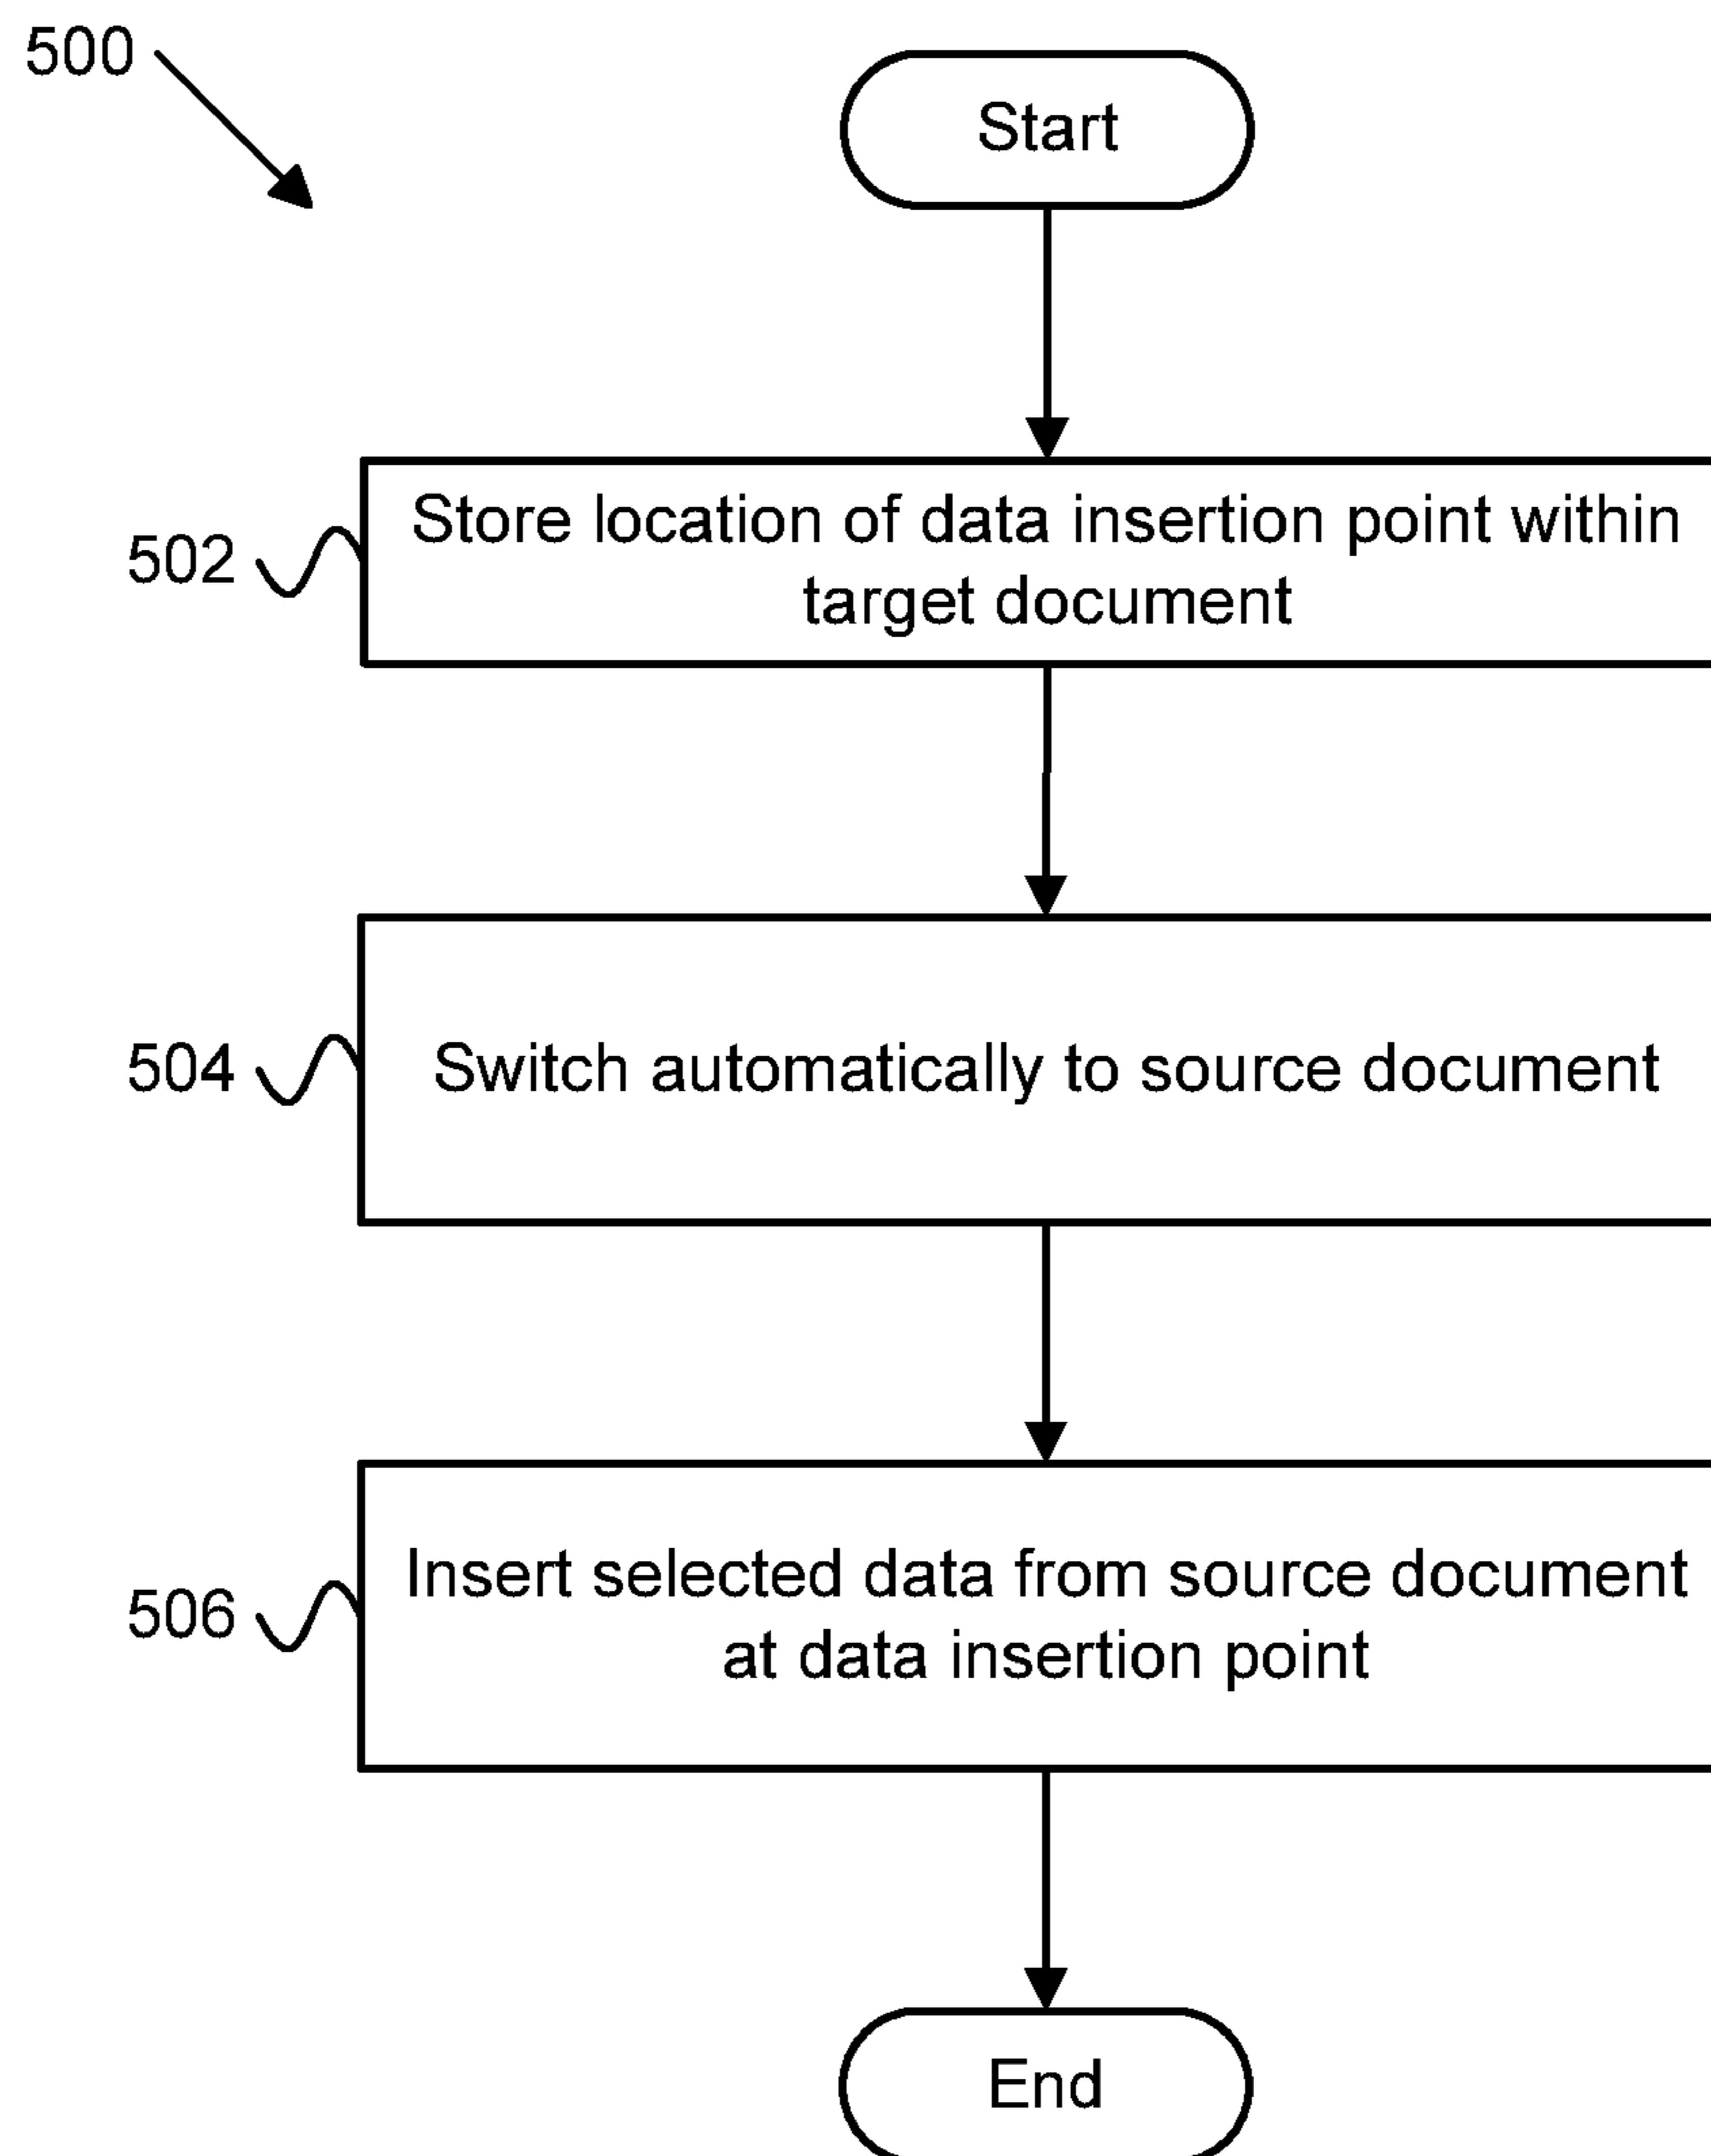 500
Start
502
Store location of data insertion point within
target document
504
Switch automatically to source document
506
Insert selected data from source document
at data insertion point
End